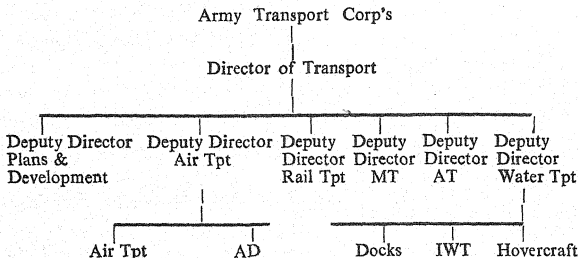 Army Transport Corp's
Director of Transport
Deputy Director
Plans &
Development
Deputy Director
Air Tpt
Deputy
Director
Rail Tpt
Deputy
Director
MT
Deputy
Director
AT
Deputy
Director
Water Tpt
Air Tpt
AD
Docks
IWT
Hovercraft